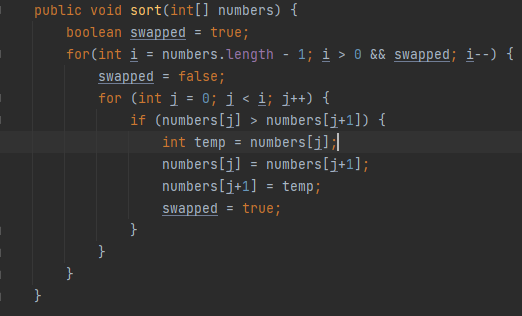 public void sort(int[] numbers) {
    boolean swapped = true;
    for(int i = numbers.length - 1; i > 0 && swapped; i--) {
        swapped = false;
        for (int j = 0; j < i; j++) {
            if (numbers[j] > numbers[j+1]) {
                int temp = numbers[j];
                numbers[j] = numbers[j+1];
                numbers[j+1] = temp;
                swapped = true;
            }
        }
    }
}